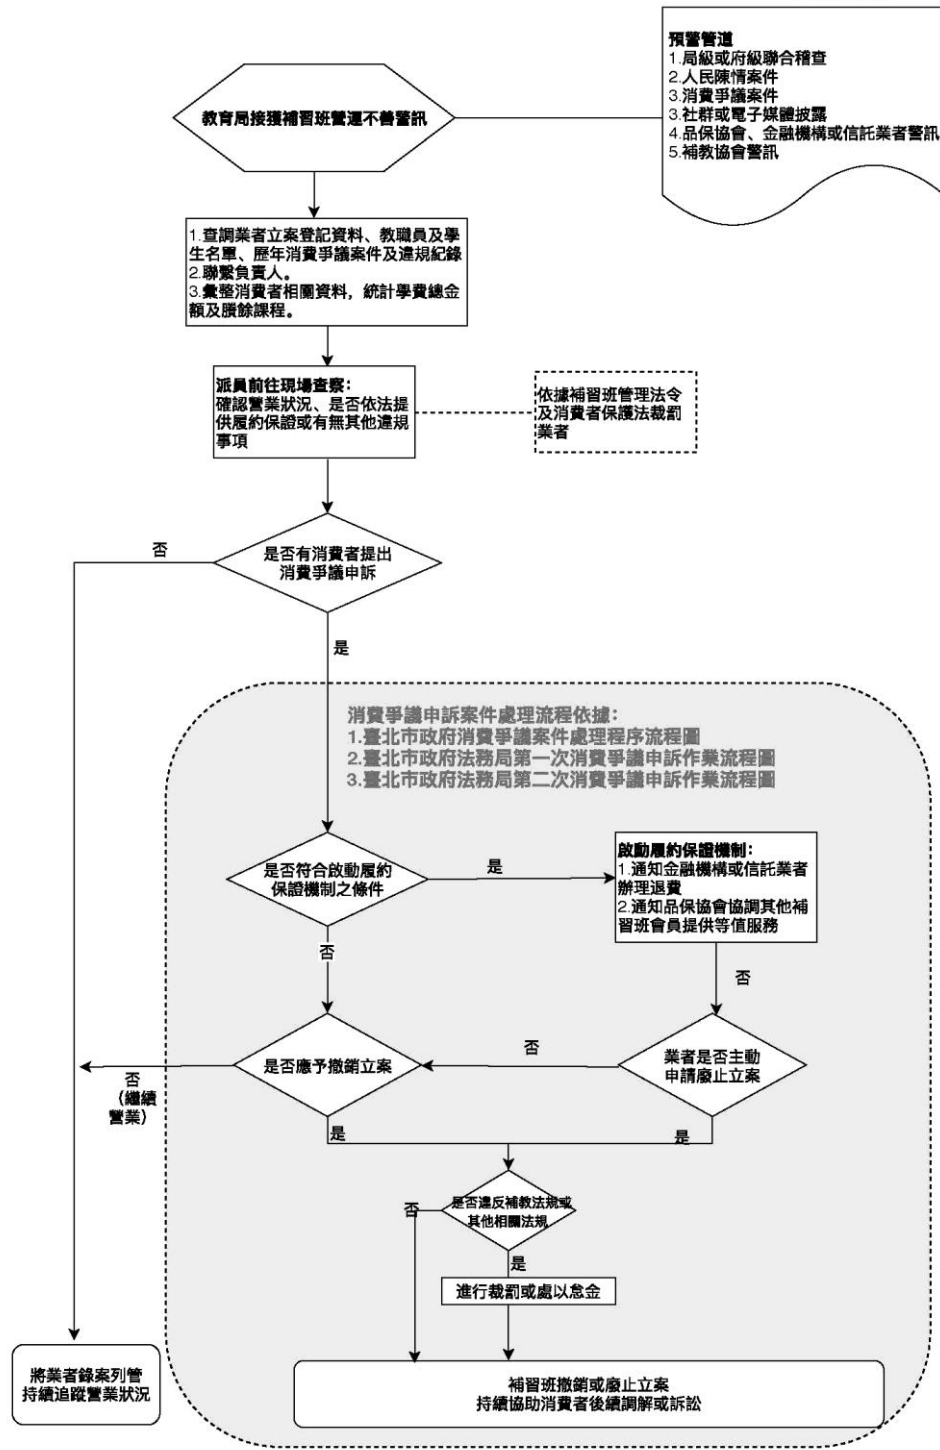 預警管道
1.局級或府級聯合稽查
2.人民陳情案件
3.消費爭議案件
3.社群或電子媒體披露
4.品保協會、金融機構或信託業者警訊
5.補教協會警訊
教育局接獲補習班營運不善警訊
1.查調業者立案登記資料、教職員及學
生名單、歷年消費爭議案件及違規紀錄
2.聯繫負責人。
3.彙整消費者相關資料，統計學費總金
額及賸餘課程。
派員前往現場查察：
確認營業狀況、是否依法提
供履約保證或有無其他違規
事項
依據補習班管理法令
及消費者保護法裁罰
業者
否
是否有消費者提出
消費爭議申訴
是
消費爭議申訴案件處理流程依據：
1.臺北市政府消費爭議案件處理程序流程圖
2.臺北市政府法務局第一次消費爭議申訴作業流程圖
3.臺北市政府法務局第二次消費爭議申訴作業流程圖
是否符合啟動履約
保證機制之條件
是
啟動履約保證機制：
1.通知金融機構或信託業者
辦理退費
2.通知品保協會協調其他補
習班會員提供等值服務
否
否
是否應予撤銷立案
否
業者是否主動
申請廢止立案
否
（繼續
營業）
是
是
否
是否違反補教法規或
其他相關法規
是
進行裁罰或處以怠金
將業者錄案列管
持續追蹤營業狀況
補習班撤銷或廢止立案
持續協助消費者後續調解或訴訟